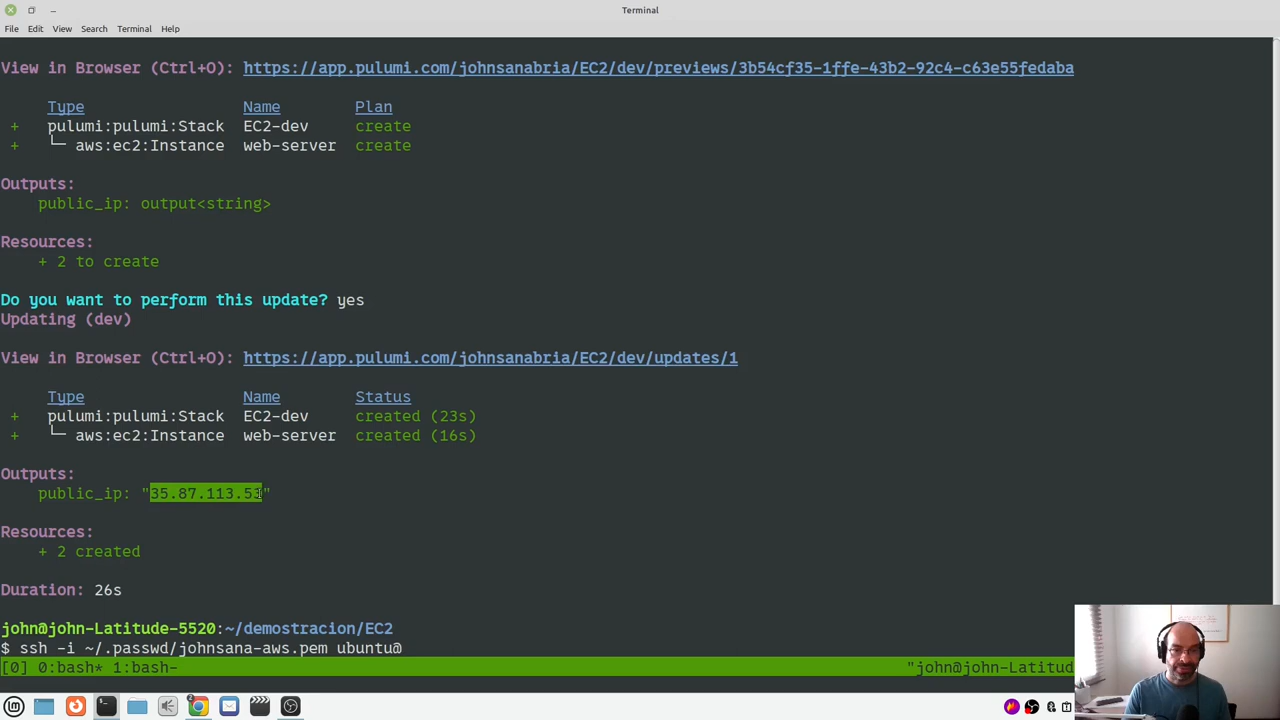 Terminal
File Edit View Search Terminal Help
View in Browser (Ctrl+O): https://app.pulumi.com/johnsanabria/EC2/dev/previews/3b54cf35-1ffe-43b2-92c4-c63e55fedaba
Type Name Plan
+ pulumi:pulumi:Stack EC2-dev create
+ └─ aws:ec2:Instance web-server create
Outputs:
public_ip: output<string>
Resources:
+ 2 to create
Do you want to perform this update? yes
Updating (dev)
View in Browser (Ctrl+O): https://app.pulumi.com/johnsanabria/EC2/dev/updates/1
Type Name Status
+ pulumi:pulumi:Stack EC2-dev created (23s)
+ └─ aws:ec2:Instance web-server created (16s)
Outputs:
public_ip: "35.87.113.51"
Resources:
+ 2 created
Duration: 26s
john@john-Latitude-5520:~/demostracion/EC2
$ ssh -i ~/.passwd/johnsana-aws.pem ubuntu@
[0] 0:bash* 1:bash- "john@john-Latitud
2